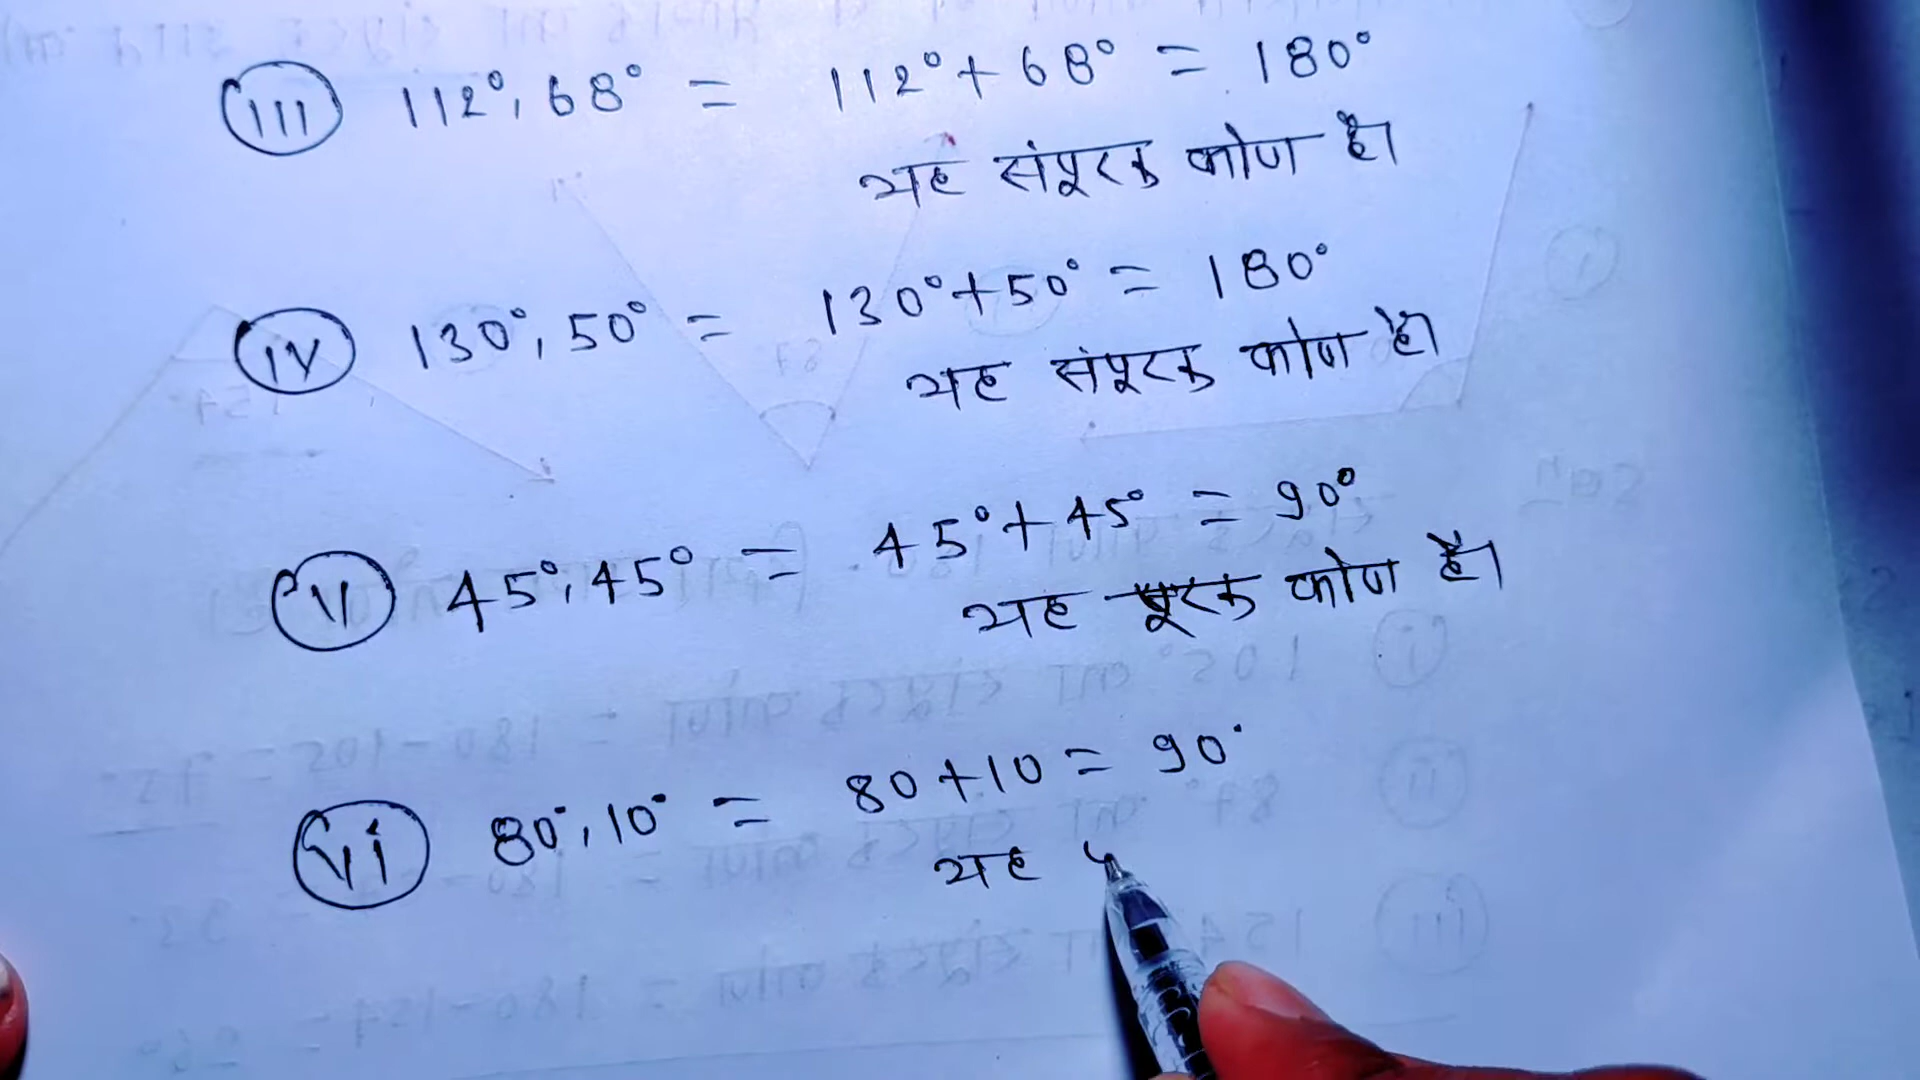 (iii) 112°, 68° = 112° + 68° = 180°
यह संपूरक कोण है।
(iv) 130°, 50° = 130° + 50° = 180°
यह संपूरक कोण है।
(v) 45°, 45° = 45° + 45° = 90°
यह पूरक कोण है।
(vi) 80°, 10° = 80 + 10 = 90°
यह